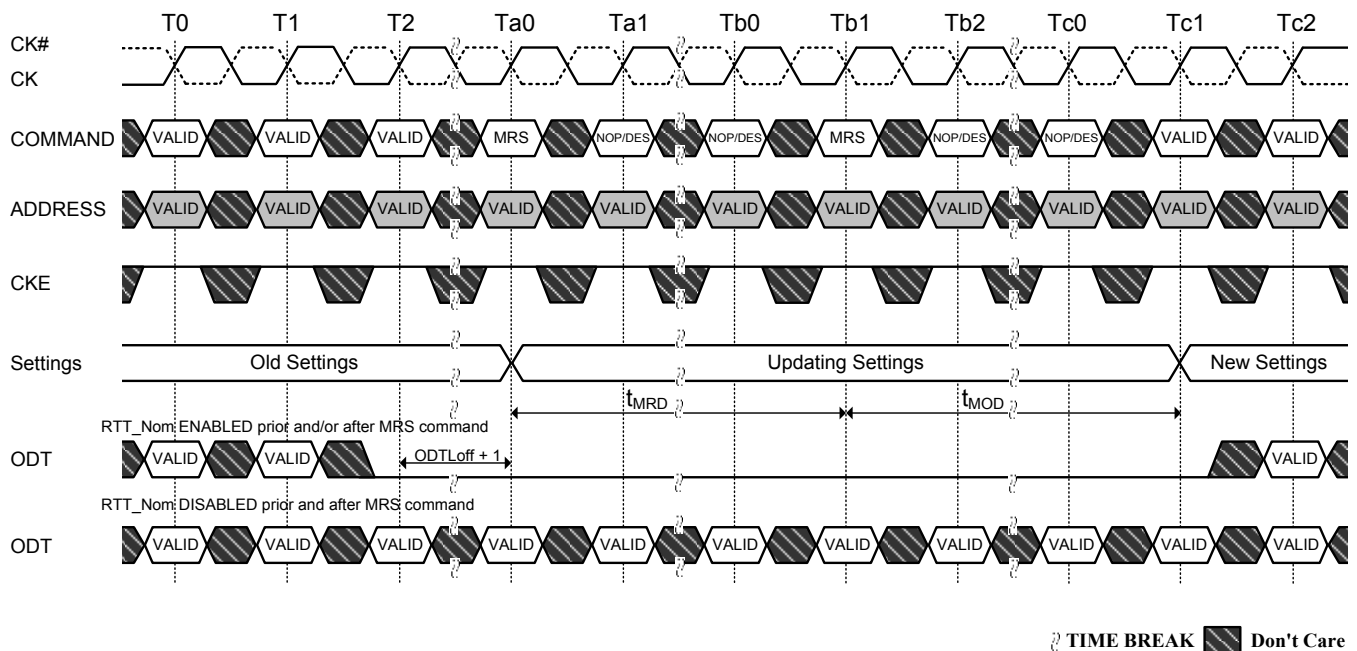 T0 T1 T2 Ta0 Ta1 Tb0 Tb1 Tb2 Tc0 Tc1 Tc2
CK#
CK
COMMAND VALID VALID VALID MRS NOP/DES NOP/DES MRS NOP/DES NOP/DES VALID VALID
ADDRESS VALID VALID VALID VALID VALID VALID VALID VALID VALID VALID VALID
CKE
Settings Old Settings Updating Settings New Settings
tMRD tMOD
RTT_Nom ENABLED prior and/or after MRS command
ODT VALID VALID ODTLoff + 1 VALID
RTT_Nom DISABLED prior and after MRS command
ODT VALID VALID VALID VALID VALID VALID VALID VALID VALID VALID VALID
TIME BREAK Don't Care